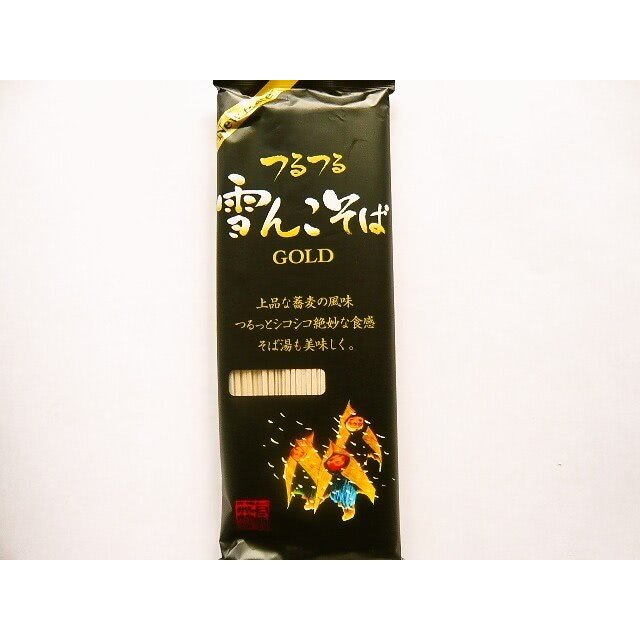 つるつる
雪んこそば
GOLD
上品な蕎麦の風味
つるっとシコシコ絶妙な食感
そば湯も美味しく。